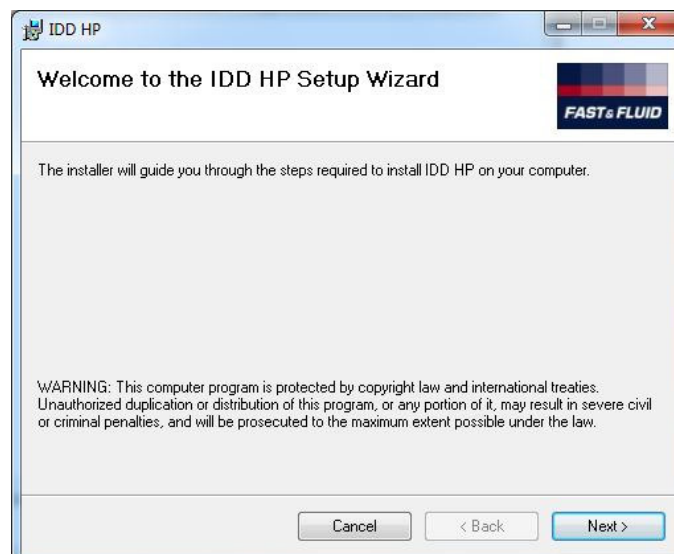 IDD HP
Welcome to the IDD HP Setup Wizard
FAST& FLUID
The installer will guide you through the steps required to install IDD HP on your computer.
WARNING: This computer program is protected by copyright law and international treaties.
Unauthorized duplication or distribution of this program, or any portion of it, may result in severe civil
or criminal penalties, and will be prosecuted to the maximum extent possible under the law.
Cancel
< Back
Next >